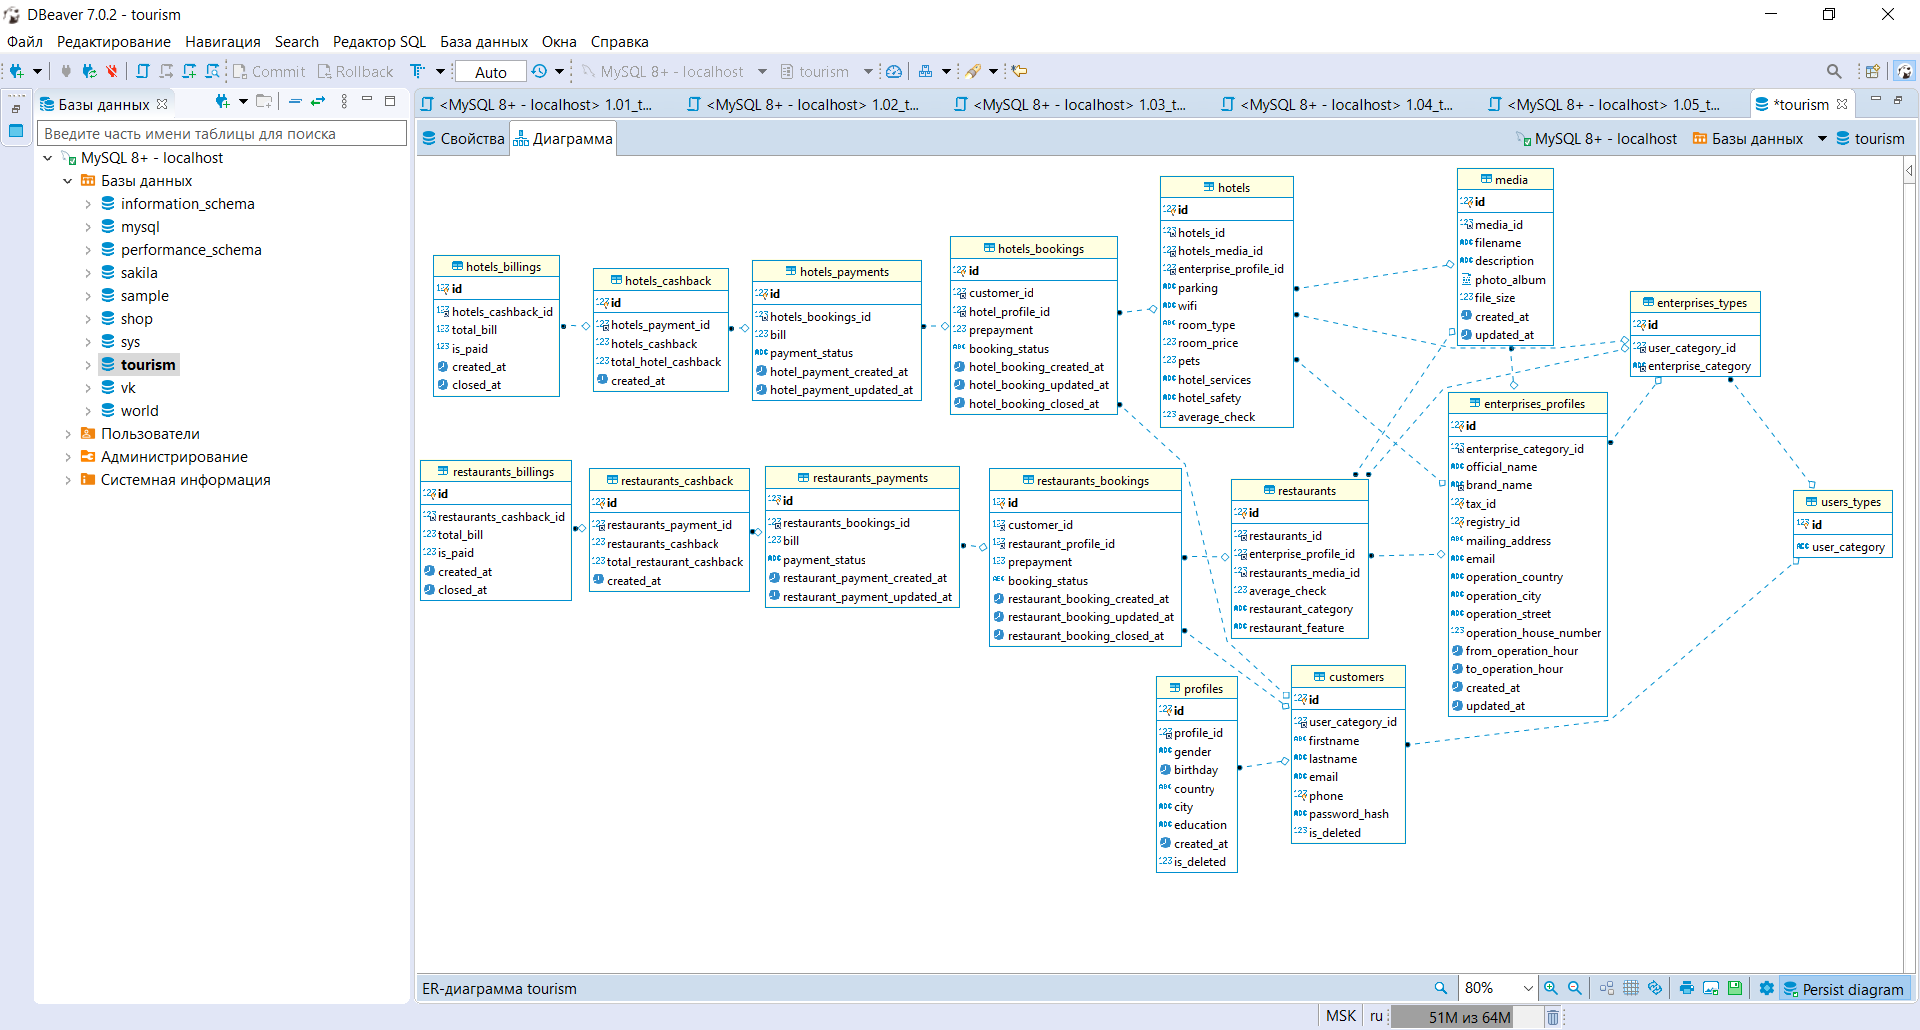 DBeaver 7.0.2 - tourism
Файл Редактирование Навигация Search Редактор SQL База данных Окна Справка
Commit Rollback Auto MySQL 8+ - localhost tourism
Базы данных
<MySQL 8+ - localhost> 1.01_t... <MySQL 8+ - localhost> 1.02_t... <MySQL 8+ - localhost> 1.03_t... <MySQL 8+ - localhost> 1.04_t... <MySQL 8+ - localhost> 1.05_t... *tourism
Введите часть имени таблицы для поиска
Свойства Диаграмма
MySQL 8+ - localhost Базы данных tourism
MySQL 8+ - localhost
Базы данных
information_schema
mysql
performance_schema
sakila
sample
shop
sys
tourism
vk
world
Пользователи
Администрирование
Системная информация
hotels_billings
id
hotels_cashback_id
total_bill
is_paid
created_at
closed_at
hotels_cashback
id
hotels_payment_id
hotels_cashback
total_hotel_cashback
created_at
hotels_payments
id
hotels_bookings_id
bill
payment_status
hotel_payment_created_at
hotel_payment_updated_at
hotels_bookings
id
customer_id
hotel_profile_id
prepayment
booking_status
hotel_booking_created_at
hotel_booking_updated_at
hotel_booking_closed_at
hotels
id
hotels_id
hotels_media_id
enterprise_profile_id
parking
wifi
room_type
room_price
pets
hotel_services
hotel_safety
average_check
media
id
media_id
filename
description
photo_album
file_size
created_at
updated_at
enterprises_types
id
user_category_id
enterprise_category
enterprises_profiles
id
enterprise_category_id
official_name
brand_name
tax_id
registry_id
mailing_address
email
operation_country
operation_city
operation_street
operation_house_number
from_operation_hour
to_operation_hour
created_at
updated_at
users_types
id
user_category
restaurants_billings
id
restaurants_cashback_id
total_bill
is_paid
created_at
closed_at
restaurants_cashback
id
restaurants_payment_id
restaurants_cashback
total_restaurant_cashback
created_at
restaurants_payments
id
restaurants_bookings_id
bill
payment_status
restaurant_payment_created_at
restaurant_payment_updated_at
restaurants_bookings
id
customer_id
restaurant_profile_id
prepayment
booking_status
restaurant_booking_created_at
restaurant_booking_updated_at
restaurant_booking_closed_at
restaurants
id
restaurants_id
enterprise_profile_id
restaurants_media_id
average_check
restaurant_category
restaurant_feature
profiles
id
profile_id
gender
birthday
country
city
education
created_at
is_deleted
customers
id
user_category_id
firstname
lastname
email
phone
password_hash
is_deleted
ER-диаграмма tourism
80%
Persist diagram
MSK ru 51M из 64M